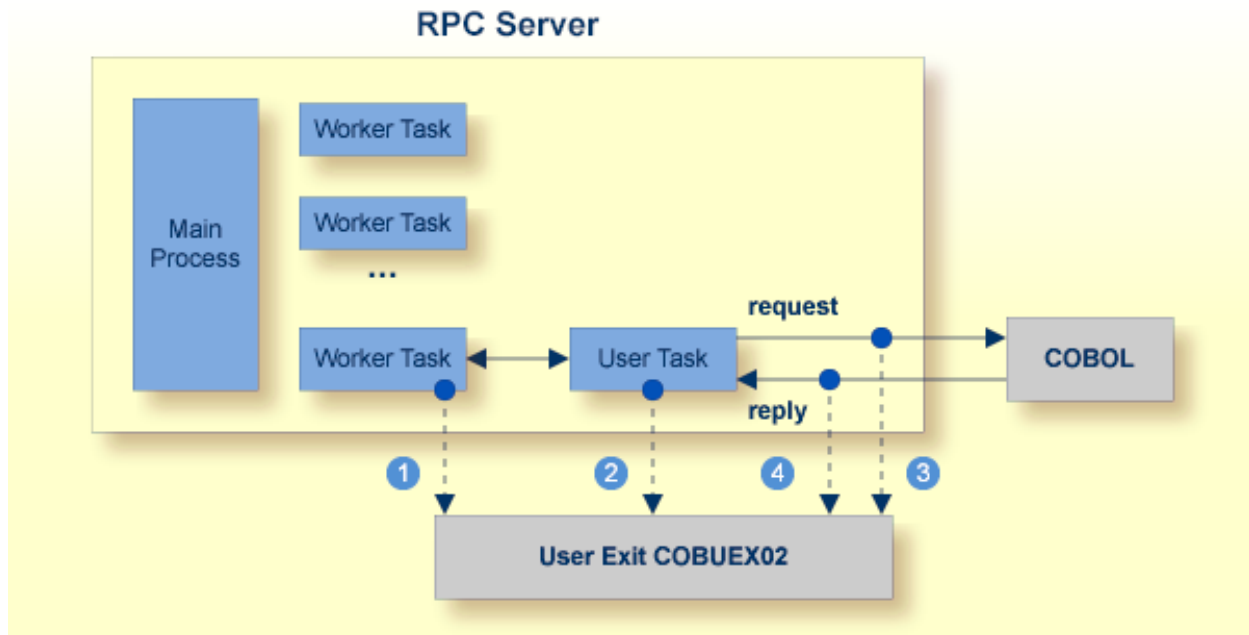 RPC Server
Main
Process
Worker Task
Worker Task
...
Worker Task
User Task
request
reply
COBOL
1
2
4
3
User Exit COBUEX02